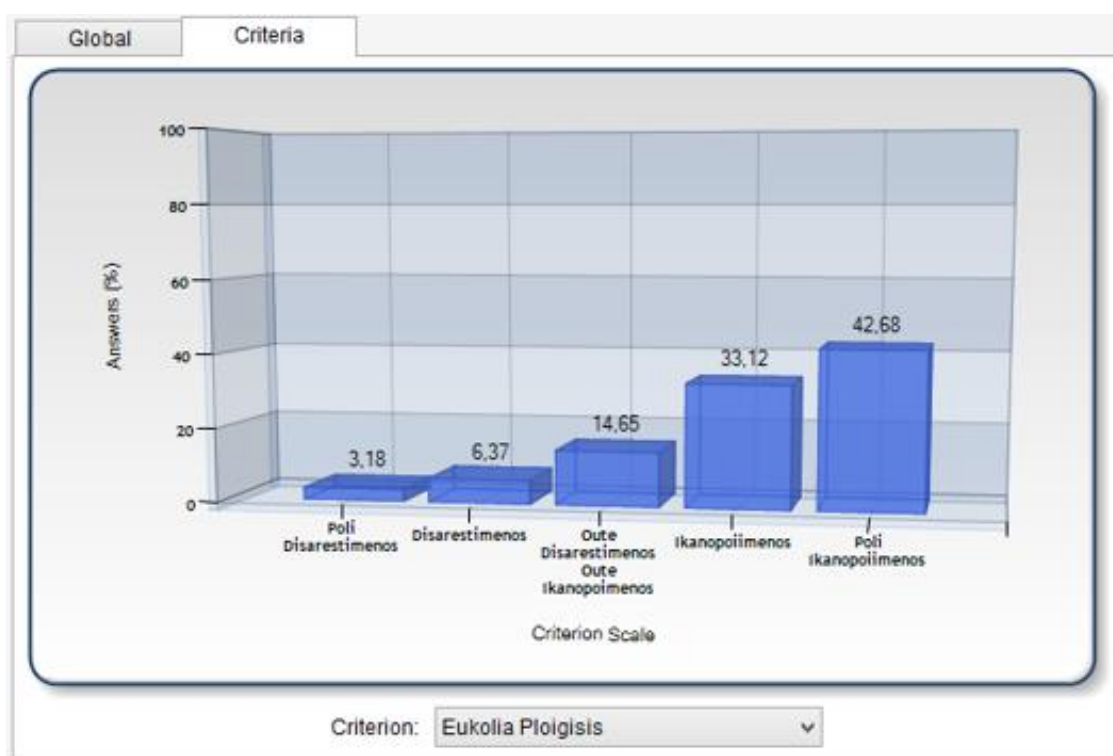 Global
Criteria
Answers (%)
100
80
60
40
20
0
3,18
6,37
14,65
33,12
42,68
Poli
Disarestimenos
Disarestimenos
Oute
Disarestimenos
Oute
Ikanopoimenos
Ikanopoiimenos
Poli
Ikanopoiimenos
Criterion Scale
Criterion: Eukolia Ploigisis